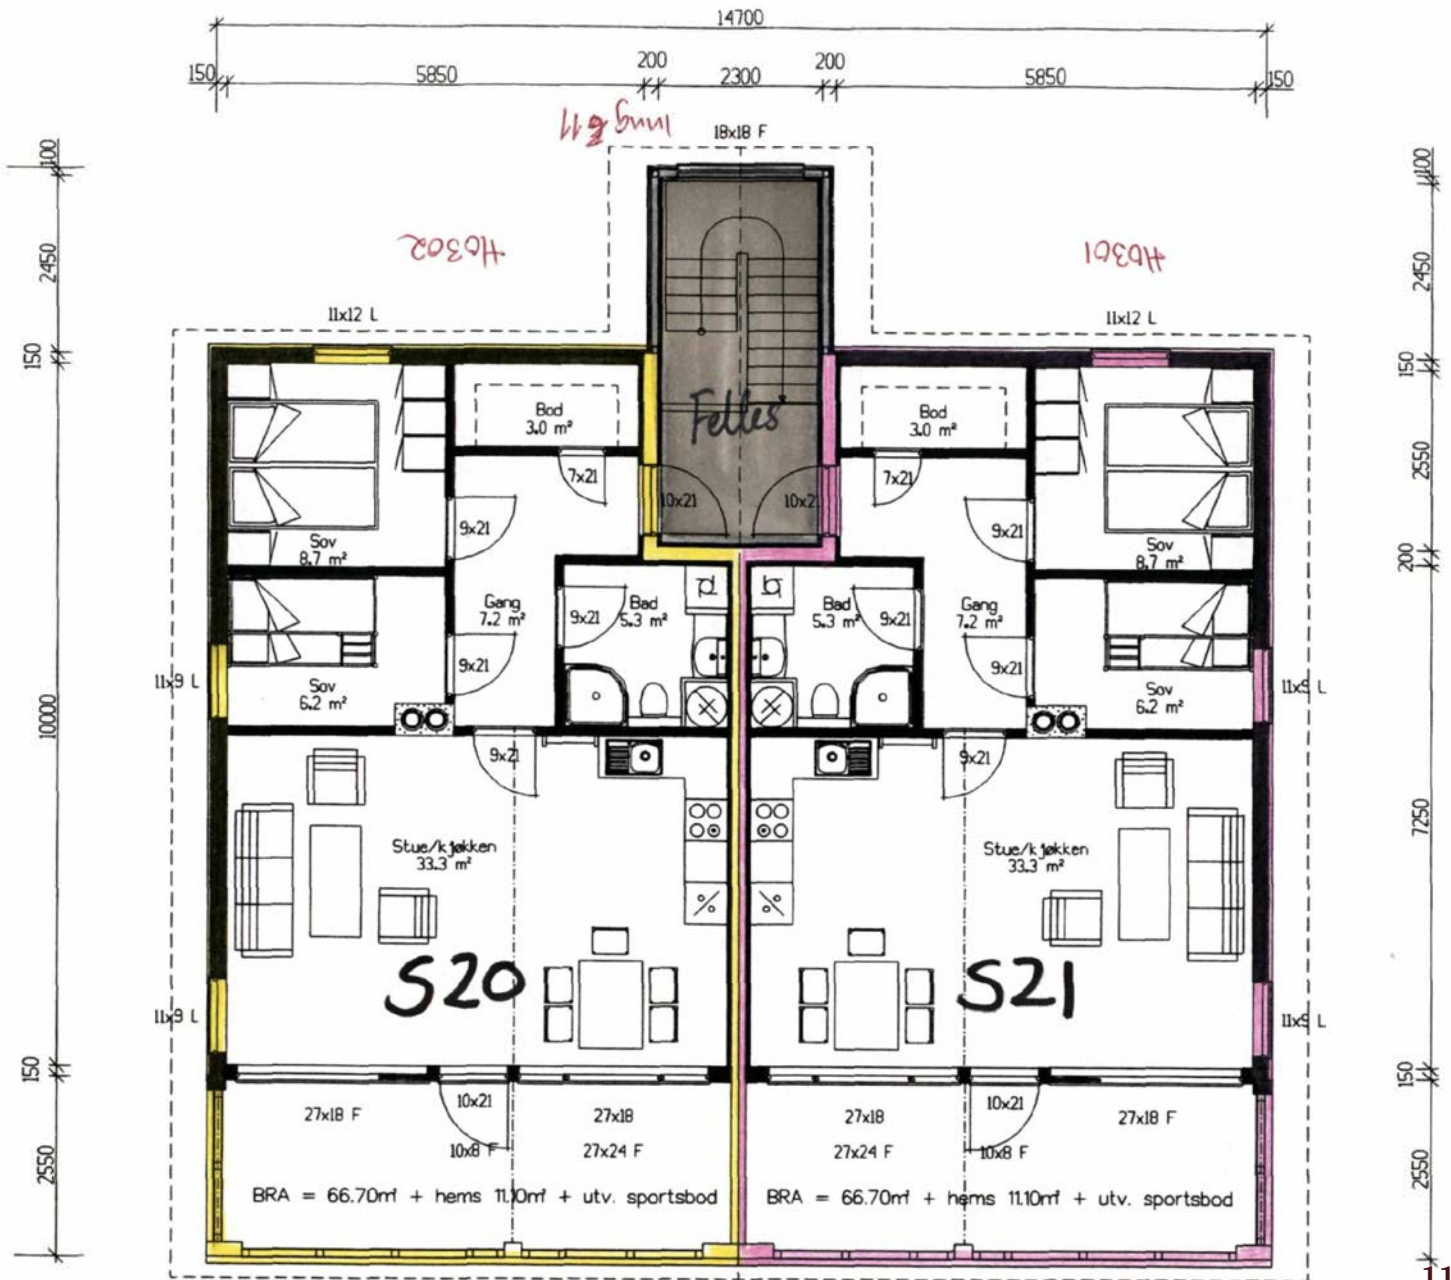 14700
150 5850 200 2300 200 5850 150
Inng 11
18x18 F
100
100
H0302
H0301
2450
2450
11x12 L
11x12 L
150
150
Bod
3.0 m²
Felles
Bod
3.0 m²
2550
7x21
10x21
10x21
7x21
9x21
9x21
Sov
8.7 m²
Sov
8.7 m²
200
Gang
7.2 m²
9x21
Bad
5.3 m²
Bad
5.3 m²
9x21
Gang
7.2 m²
9x21
9x21
11x9 L
Sov
6.2 m²
Sov
6.2 m²
11x9 L
10000
9x21
9x21
7250
Stue/kjøkken
33.3 m²
Stue/kjøkken
33.3 m²
S20
S21
11x9 L
11x9 L
150
150
27x18 F
10x21
27x18
27x18
10x21
27x18 F
10x8 F
27x24 F
27x24 F
10x8 F
2550
2550
BRA = 66.70m² + hems 11.10m² + utv. sportsbod
BRA = 66.70m² + hems 11.10m² + utv. sportsbod
11